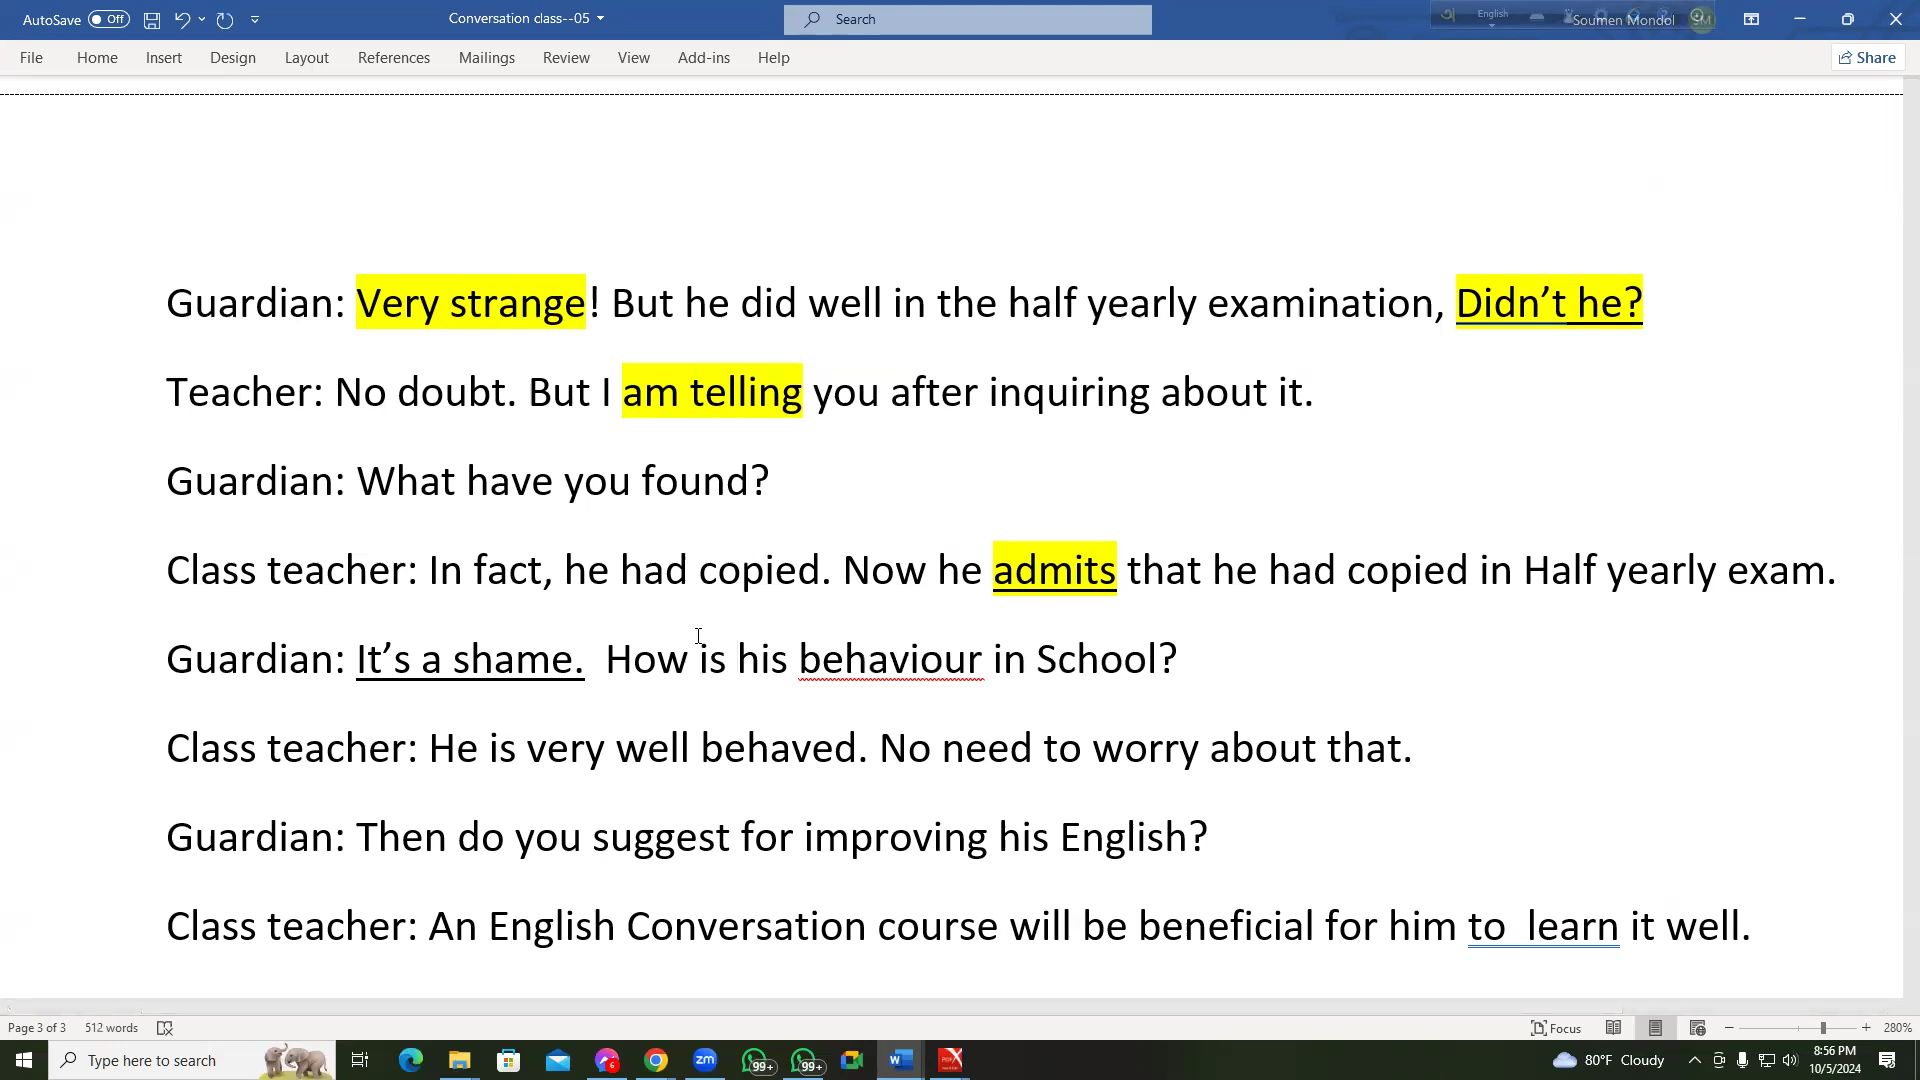 AutoSave Off Conversation class--05 Search English Soumen Mondol SM
File Home Insert Design Layout References Mailings Review View Add-ins Help Share
Guardian: Very strange! But he did well in the half yearly examination, Didn’t he?
Teacher: No doubt. But I am telling you after inquiring about it.
Guardian: What have you found?
Class teacher: In fact, he had copied. Now he admits that he had copied in Half yearly exam.
Guardian: It’s a shame.  How is his behaviour in School?
Class teacher: He is very well behaved. No need to worry about that.
Guardian: Then do you suggest for improving his English?
Class teacher: An English Conversation course will be beneficial for him to  learn it well.
Page 3 of 3 512 words Focus 280%
Type here to search 6 zm 99+ 99+ 80°F Cloudy 8:56 PM
10/5/2024